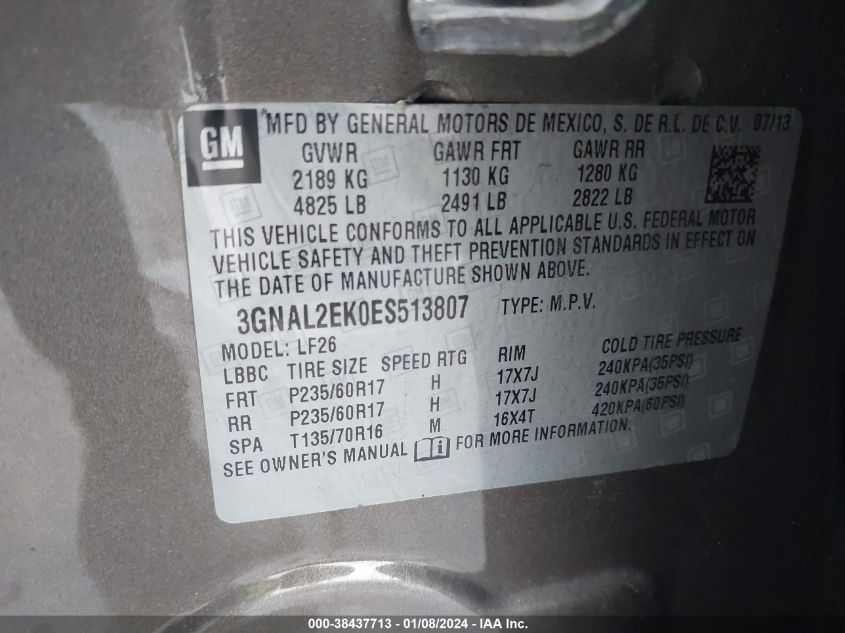 GM
MFD BY GENERAL MOTORS DE MEXICO, S. DE R.L. DE C.V. 07/13
GVWR GAWR FRT GAWR RR
2189 KG 1130 KG 1280 KG
4825 LB 2491 LB 2822 LB
THIS VEHICLE CONFORMS TO ALL APPLICABLE U.S. FEDERAL MOTOR
VEHICLE SAFETY AND THEFT PREVENTION STANDARDS IN EFFECT ON
THE DATE OF MANUFACTURE SHOWN ABOVE.
3GNAL2EK0ES513807 TYPE: M.P.V.
MODEL: LF26
LBBC TIRE SIZE SPEED RTG RIM COLD TIRE PRESSURE
FRT P235/60R17 H 17X7J 240KPA(35PSI)
RR P235/60R17 H 17X7J 240KPA(35PSI)
SPA T135/70R16 M 16X4T 420KPA(60PSI)
SEE OWNER'S MANUAL i FOR MORE INFORMATION.
000-38437713 - 01/08/2024 - IAA Inc.